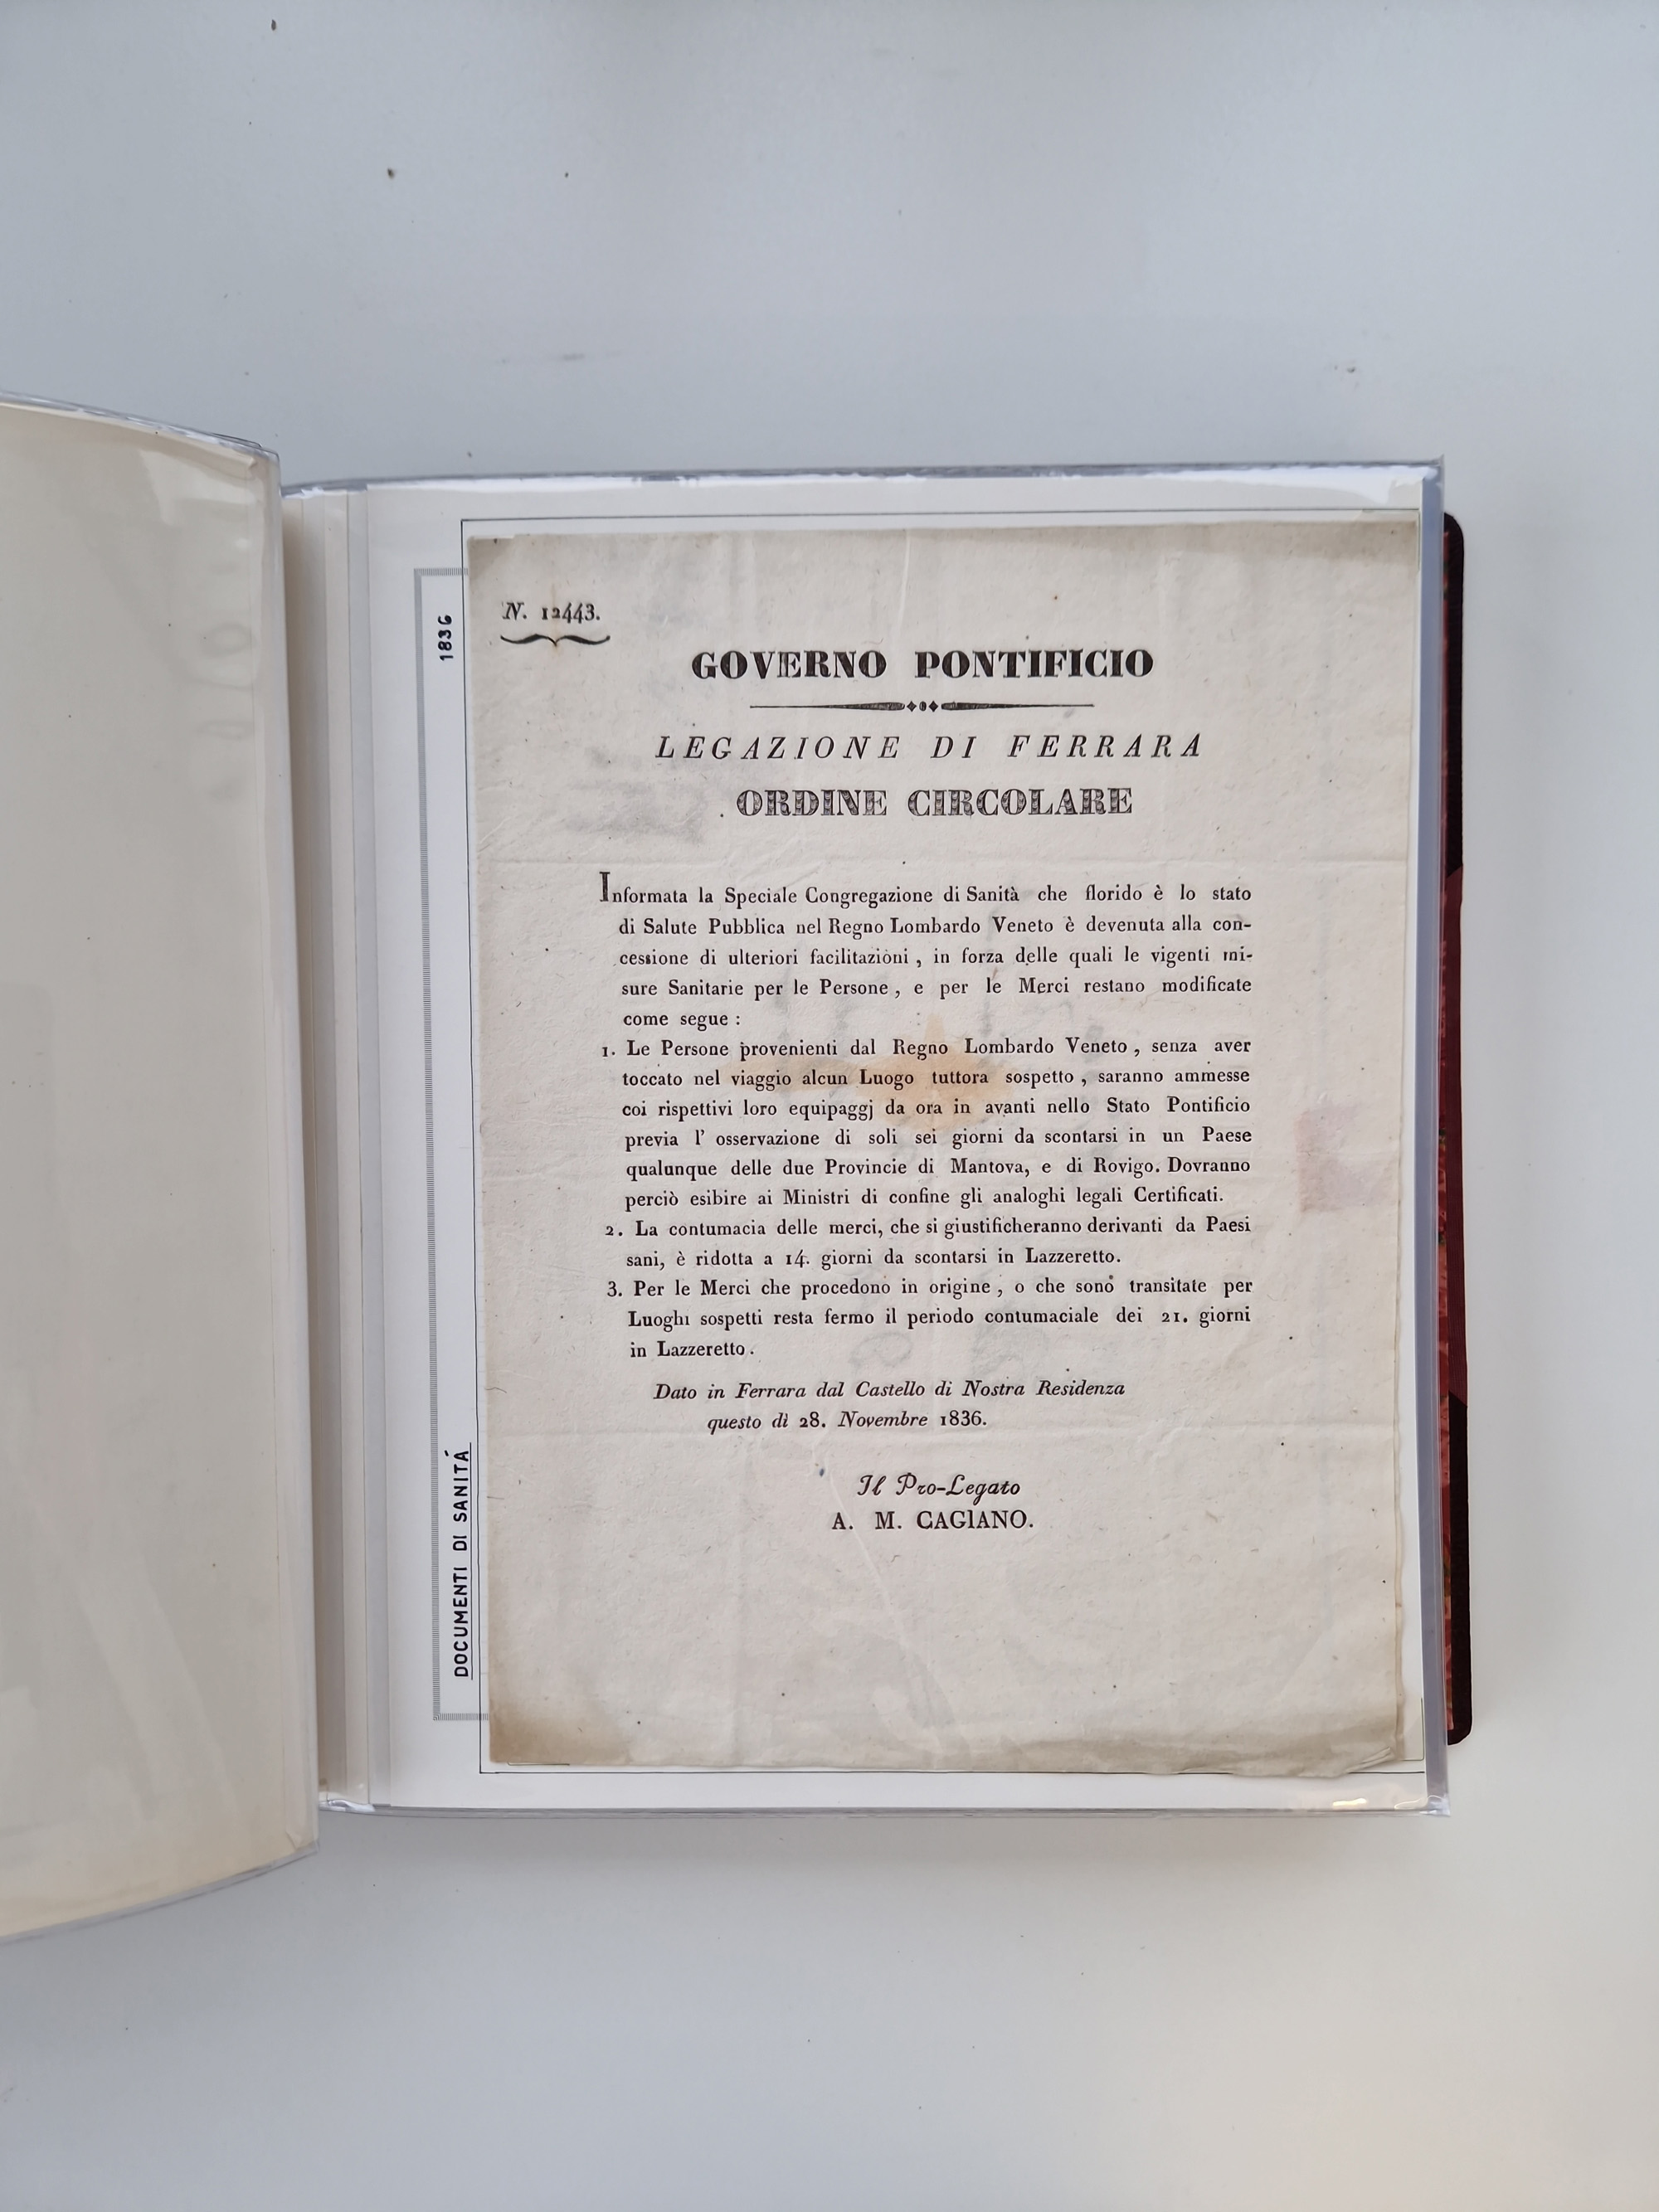 1836
DOCUMENTI DI SANITÁ
N. 12443.
GOVERNO PONTIFICIO
LEGAZIONE DI FERRARA
ORDINE CIRCOLARE
Informata la Speciale Congregazione di Sanità che florido è lo stato
di Salute Pubblica nel Regno Lombardo Veneto è devenuta alla con-
cessione di ulteriori facilitazioni, in forza delle quali le vigenti mi-
sure Sanitarie per le Persone, e per le Merci restano modificate
come segue :
1. Le Persone provenienti dal Regno Lombardo Veneto, senza aver
toccato nel viaggio alcun Luogo tuttora sospetto, saranno ammesse
coi rispettivi loro equipaggj da ora in avanti nello Stato Pontificio
previa l' osservazione di soli sei giorni da scontarsi in un Paese
qualunque delle due Provincie di Mantova, e di Rovigo. Dovranno
perciò esibire ai Ministri di confine gli analoghi legali Certificati.
2. La contumacia delle merci, che si giustificheranno derivanti da Paesi
sani, è ridotta a 14. giorni da scontarsi in Lazzeretto.
3. Per le Merci che procedono in origine, o che sono transitate per
Luoghi sospetti resta fermo il periodo contumaciale dei 21. giorni
in Lazzeretto.
Dato in Ferrara dal Castello di Nostra Residenza
questo dì 28. Novembre 1836.
Il Pro-Legato
A. M. CAGIANO.